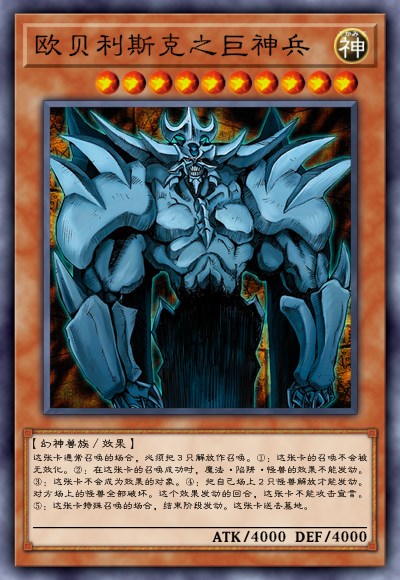 欧贝利斯克之巨神兵
神
かみ
【幻神兽族／效果】
这张卡通常召唤的场合，必须把3只解放作召唤。①：这张卡的召唤不会被
无效化。②：在这张卡的召唤成功时，魔法·陷阱·怪兽的效果不能发动。
③：这张卡不会成为效果的对象。④：把自己场上2只怪兽解放才能发动。
对方场上的怪兽全部破坏。这个效果发动的回合，这张卡不能攻击宣言。
⑤：这张卡特殊召唤的场合，结束阶段发动。这张卡送去墓地。
ATK/4000 DEF/4000